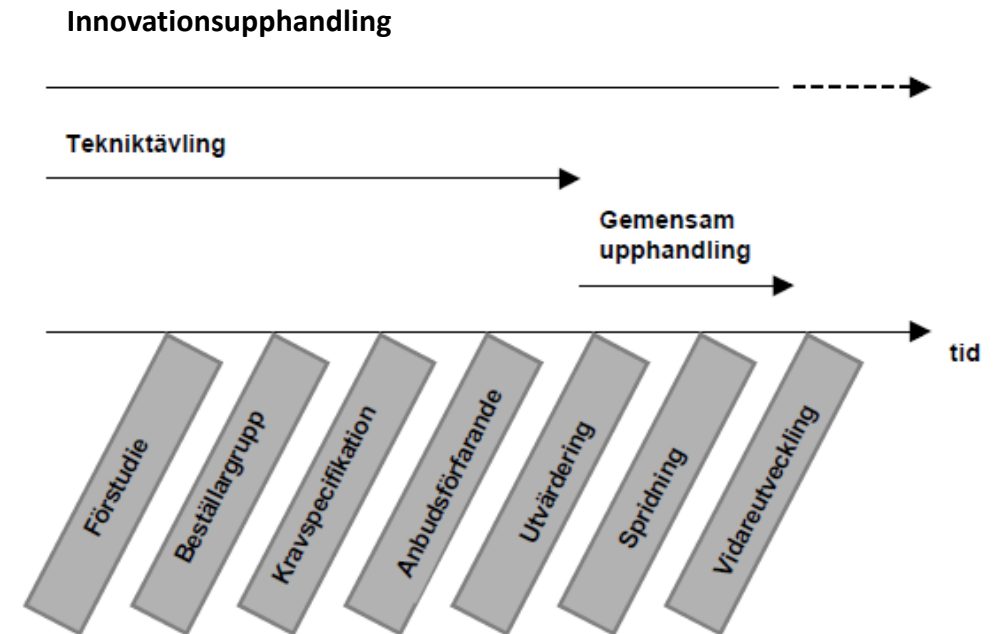 Innovationsupphandling
Tekniktävling
Gemensam
upphandling
tid
Förstudie
Beställargrupp
Kravspecifikation
Anbudsförfarande
Utvärdering
Spridning
Vidareutveckling